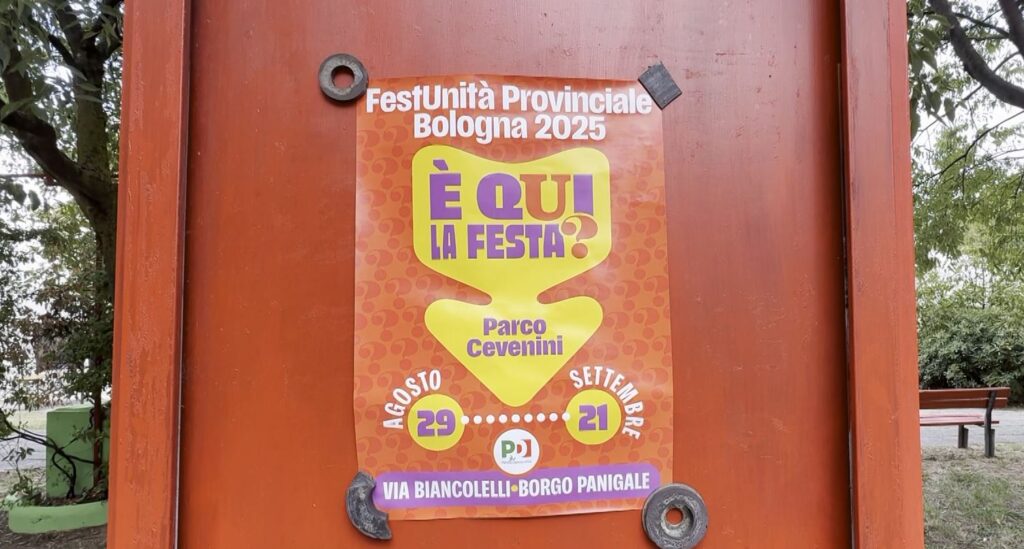 FestUnità Provinciale
Bologna 2025
È QUI
LA FESTA?
Parco
Cevenini
AGOSTO
29
SETTEMBRE
21
PD
VIA BIANCOLELLI•BORGO PANIGALE